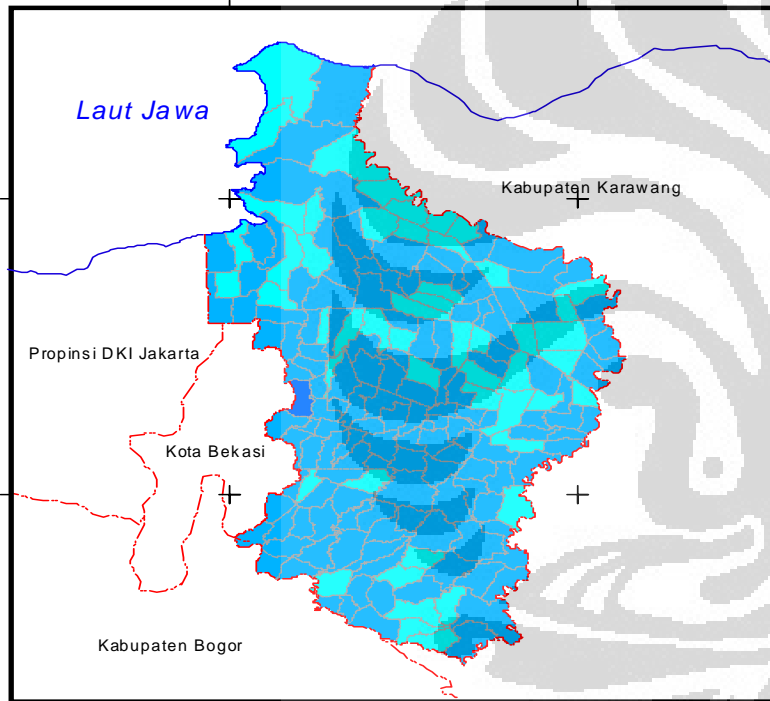 Laut Jawa
Kabupaten Karawang
Propinsi DKI Jakarta
Kota Bekasi
Kabupaten Bogor